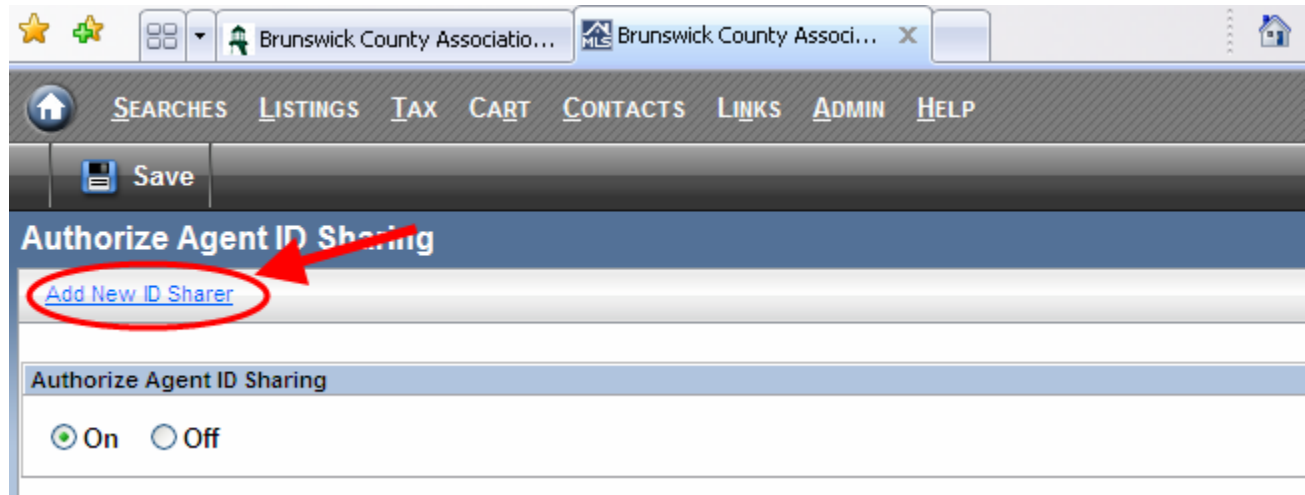 Brunswick County Associatio...
MLS Brunswick County Associ...
SEARCHES LISTINGS TAX CART CONTACTS LINKS ADMIN HELP
Save
Authorize Agent ID Sharing
Add New ID Sharer
Authorize Agent ID Sharing
On Off